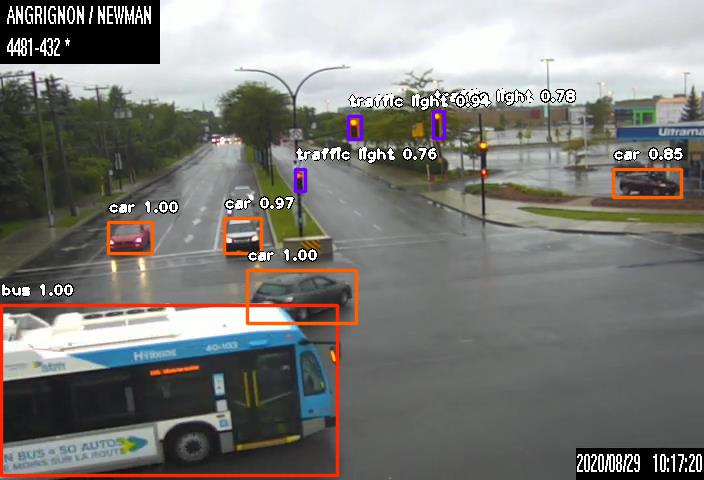 ANGRIGNON / NEWMAN
4481-432 *
traffic light 0.94
traffic light 0.78
traffic light 0.76
car 0.85
car 1.00
car 0.97
car 1.00
bus 1.00
Ultrama
HYBRIDE 40-103
stm
N BUS = 50 AUTOS
E MOINS SUR LA ROUTE
2020/08/29 10:17:20